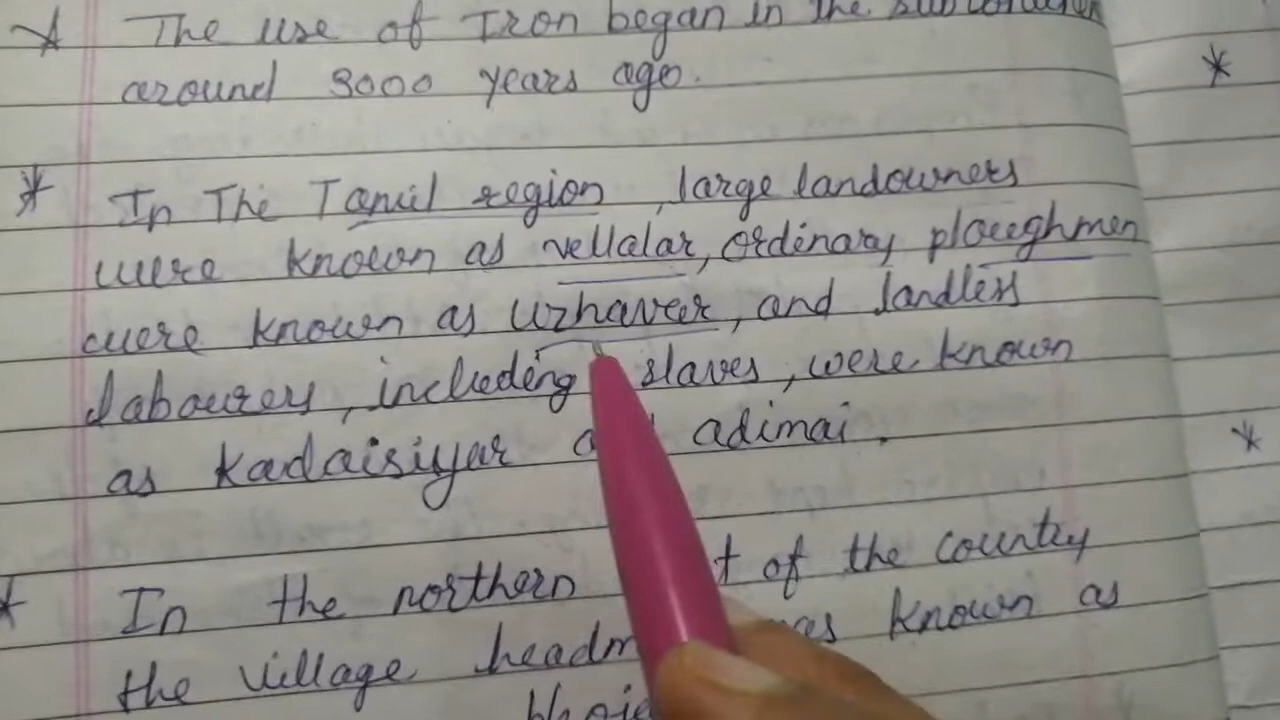 The use of Iron began in the subcontinen
around 3000 years ago.
In The Tamil region, large landowners
were known as vellalar, ordinary ploughmen
were known as uzhavar, and landless
labourers, including slaves, were known
as kadaisiyar adimai.
In the northern of the country
the village known as